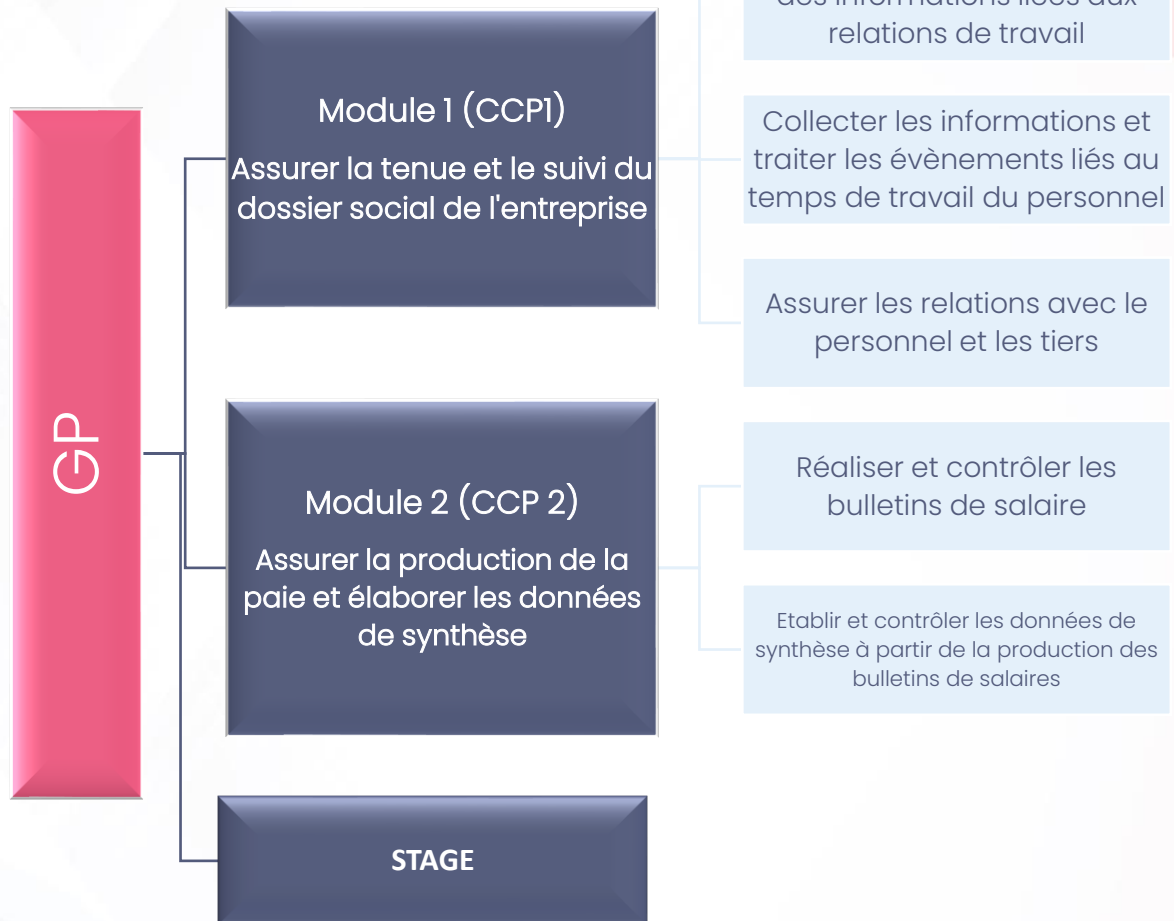 GP
Module 1 (CCP1)
Assurer la tenue et le suivi du
dossier social de l'entreprise
des informations liées aux
relations de travail
Collecter les informations et
traiter les évènements liés au
temps de travail du personnel
Assurer les relations avec le
personnel et les tiers
Module 2 (CCP 2)
Assurer la production de la
paie et élaborer les données
de synthèse
Réaliser et contrôler les
bulletins de salaire
Etablir et contrôler les données de
synthèse à partir de la production des
bulletins de salaires
STAGE